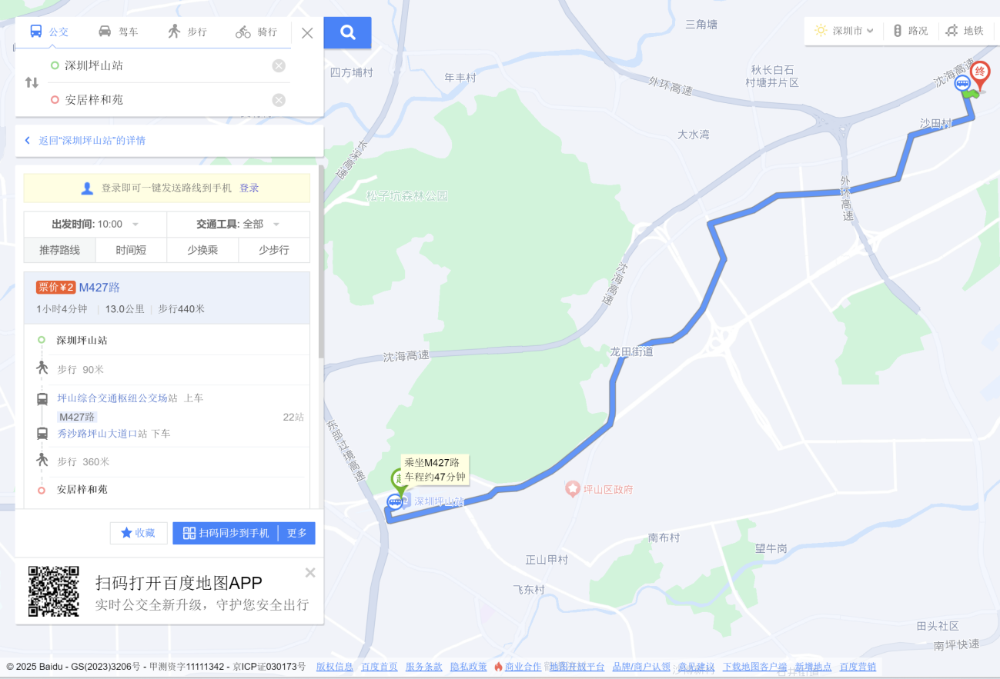 公交 驾车 步行 骑行
深圳坪山站
安居梓和苑
返回“深圳坪山站”的详情
登录即可一键发送路线到手机 登录
出发时间: 10:00 交通工具: 全部
推荐路线 时间短 少换乘 少步行
票价¥2 M427路
1小时4分钟 13.0公里 步行440米
深圳坪山站
步行 90米
坪山综合交通枢纽公交场站 上车
M427路 22站
秀沙路坪山大道口站 下车
步行 360米
安居梓和苑
收藏 扫码同步到手机 更多
扫码打开百度地图APP
实时公交全新升级，守护您安全出行
深圳市 路况 地铁
三角塘
四方埔村
年丰村
秋长白石
村塘井片区
外环高速
沈海高速
终
沙田村
大水湾
长深高速
松子坑森林公园
外环高速
沈海高速
沈海高速
龙田街道
东部过境高速
乘坐M427路
车程约47分钟
深圳坪山站
坪山区政府
南布村
望牛岗
正山甲村
飞东村
田头社区
南坪快速
© 2025 Baidu - GS(2023)3206号 - 甲测资字11111342 - 京ICP证030173号 版权信息 百度首页 服务条款 隐私政策 商业合作 地图开放平台 品牌/商户认领 意见建议 下载地图客户端 新增地点 百度营销